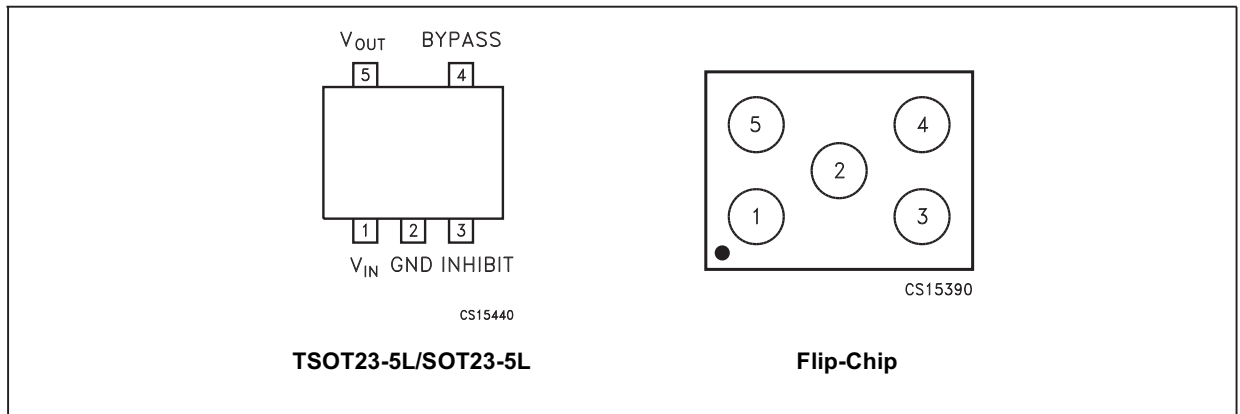 VOUT BYPASS
5 4
1 2 3
VIN GND INHIBIT
CS15440
TSOT23-5L/SOT23-5L
5 4
2
1 3
CS15390
Flip-Chip